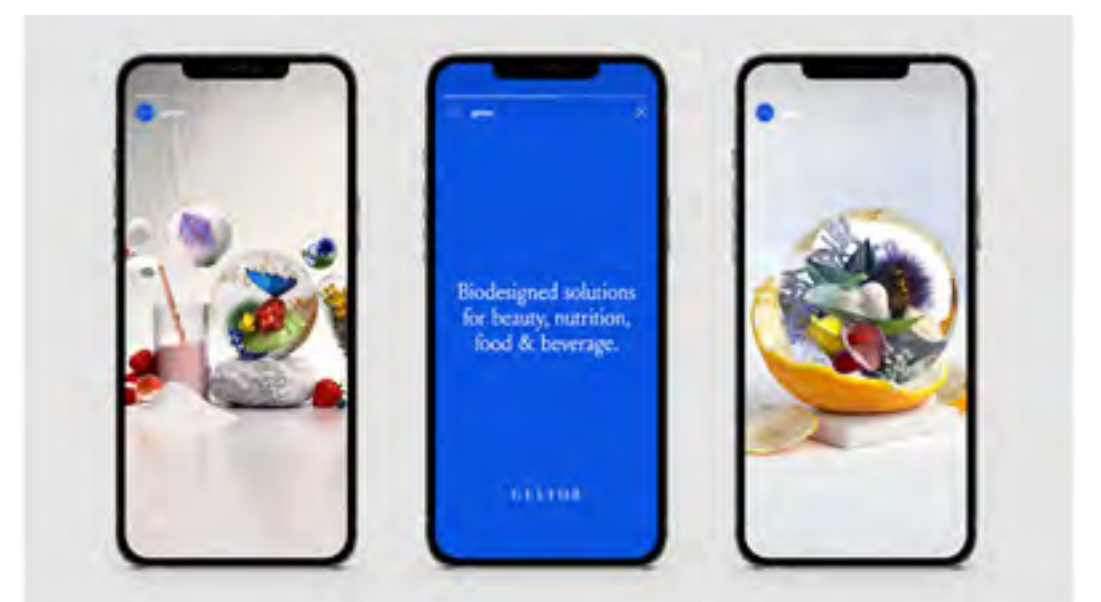 Biodesigned solutions
for beauty, nutrition,
food & beverage.